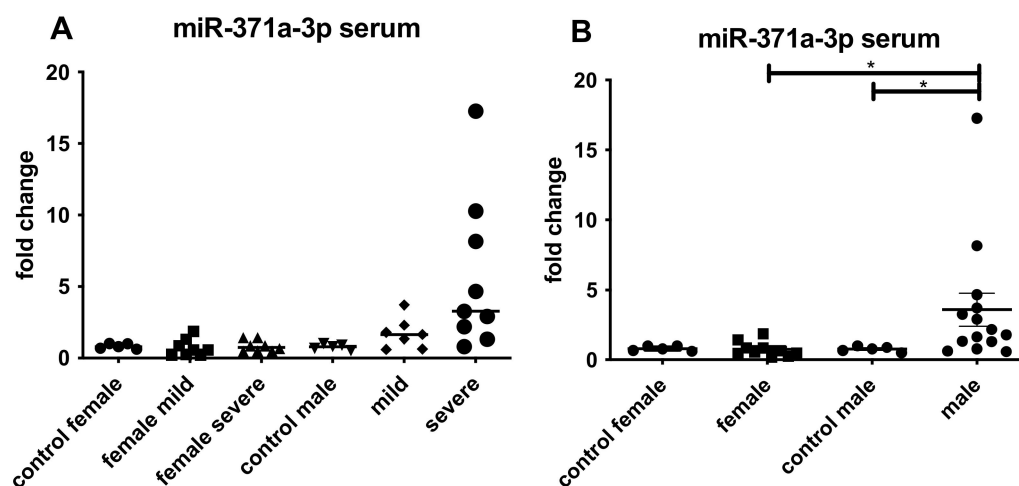 A
miR-371a-3p serum
fold change
20
15
10
5
0
control female
female mild
female severe
control male
mild
severe
B
miR-371a-3p serum
*
*
fold change
20
15
10
5
0
control female
female
control male
male